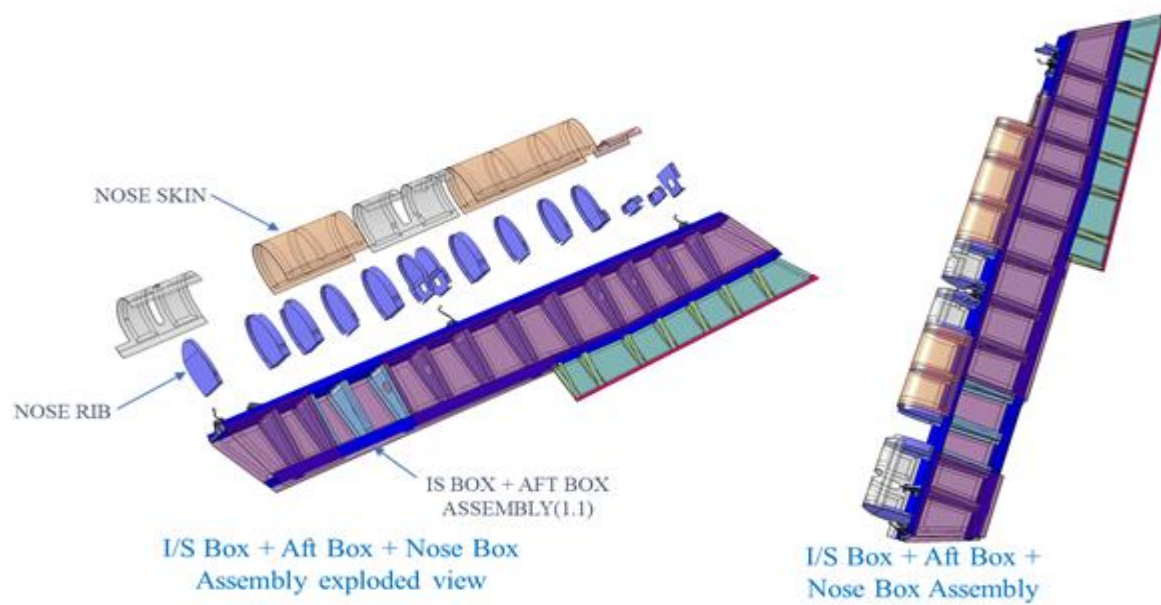 NOSE SKIN
NOSE RIB
IS BOX + AFT BOX
ASSEMBLY(1.1)
I/S Box + Aft Box + Nose Box
Assembly exploded view
I/S Box + Aft Box +
Nose Box Assembly